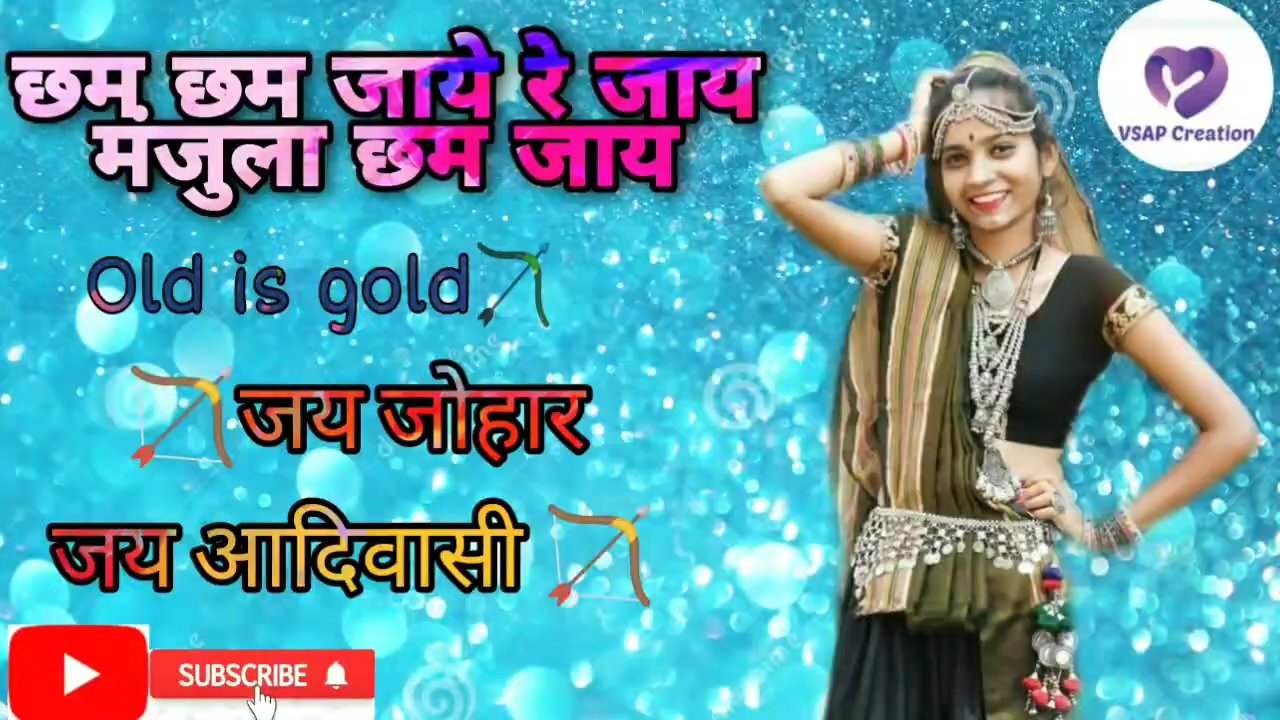 छम छम जाये रे जाय
मंजुला छम जाय
VSAP Creation
Old is gold
जय जोहार
जय आदिवासी
SUBSCRIBE